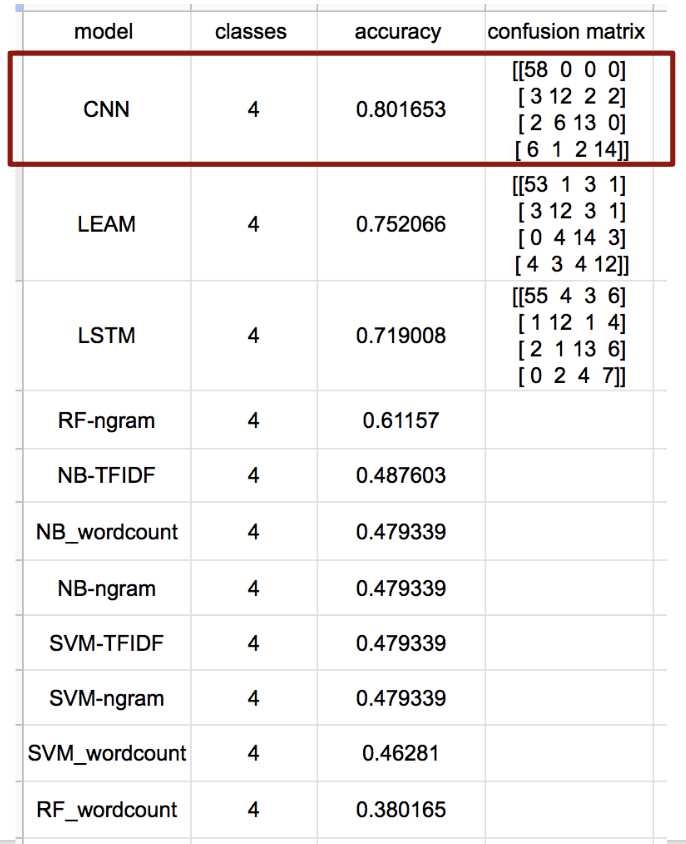 model classes accuracy confusion matrix
[[58 0 0 0]
[ 3 12 2 2]
CNN 4 0.801653
[ 2 6 13 0]
[ 6 1 2 14]]
[[53 1 3 1]
[ 3 12 3 1]
LEAM 4 0.752066
[ 0 4 14 3]
[ 4 3 4 12]]
[[55 4 3 6]
[ 1 12 1 4]
LSTM 4 0.719008
[ 2 1 13 6]
[ 0 2 4 7]]
RF-ngram 4 0.61157
NB-TFIDF 4 0.487603
NB_wordcount 4 0.479339
NB-ngram 4 0.479339
SVM-TFIDF 4 0.479339
SVM-ngram 4 0.479339
SVM_wordcount 4 0.46281
RF_wordcount 4 0.380165